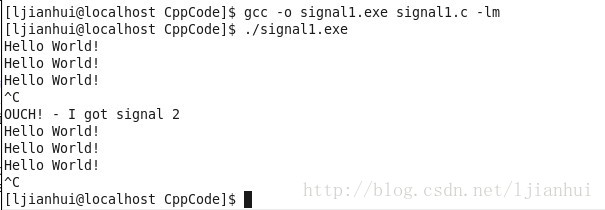 [ljianhui@localhost CppCode]$ gcc -o signal1.exe signal1.c -lm
[ljianhui@localhost CppCode]$ ./signal1.exe
Hello World!
Hello World!
Hello World!
^C
OUCH! - I got signal 2
Hello World!
Hello World!
Hello World!
^C
[ljianhui@localhost CppCode]$
http://blog.csdn.net/ljianhui